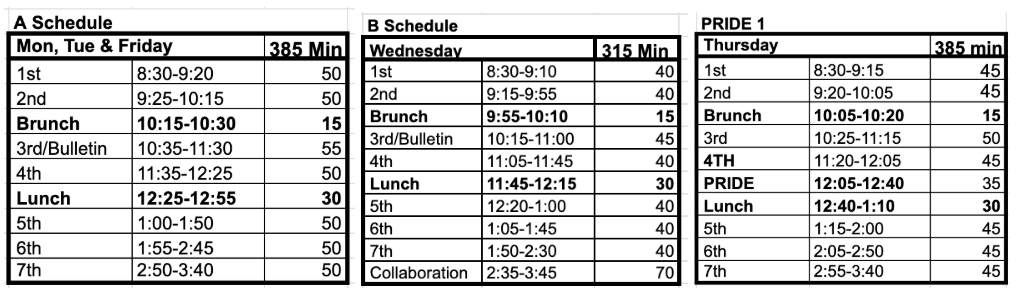 A Schedule
Mon, Tue & Friday 385 Min
1st 8:30-9:20 50
2nd 9:25-10:15 50
Brunch 10:15-10:30 15
3rd/Bulletin 10:35-11:30 55
4th 11:35-12:25 50
Lunch 12:25-12:55 30
5th 1:00-1:50 50
6th 1:55-2:45 50
7th 2:50-3:40 50
B Schedule
Wednesday 315 Min
1st 8:30-9:10 40
2nd 9:15-9:55 40
Brunch 9:55-10:10 15
3rd/Bulletin 10:15-11:00 45
4th 11:05-11:45 40
Lunch 11:45-12:15 30
5th 12:20-1:00 40
6th 1:05-1:45 40
7th 1:50-2:30 40
Collaboration 2:35-3:45 70
PRIDE 1
Thursday 385 min
1st 8:30-9:15 45
2nd 9:20-10:05 45
Brunch 10:05-10:20 15
3rd 10:25-11:15 50
4TH 11:20-12:05 45
PRIDE 12:05-12:40 35
Lunch 12:40-1:10 30
5th 1:15-2:00 45
6th 2:05-2:50 45
7th 2:55-3:40 45